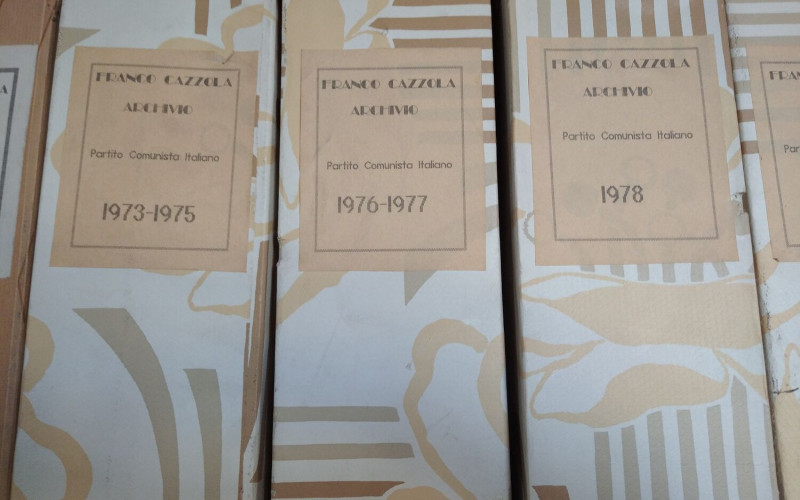 FRANCO CAZZOLA
ARCHIVIO
Partito Comunista Italiano
1973-1975
FRANCO CAZZOLA
ARCHIVIO
Partito Comunista Italiano
1976-1977
FRANCO CAZZOLA
ARCHIVIO
Partito Comunista Italiano
1978